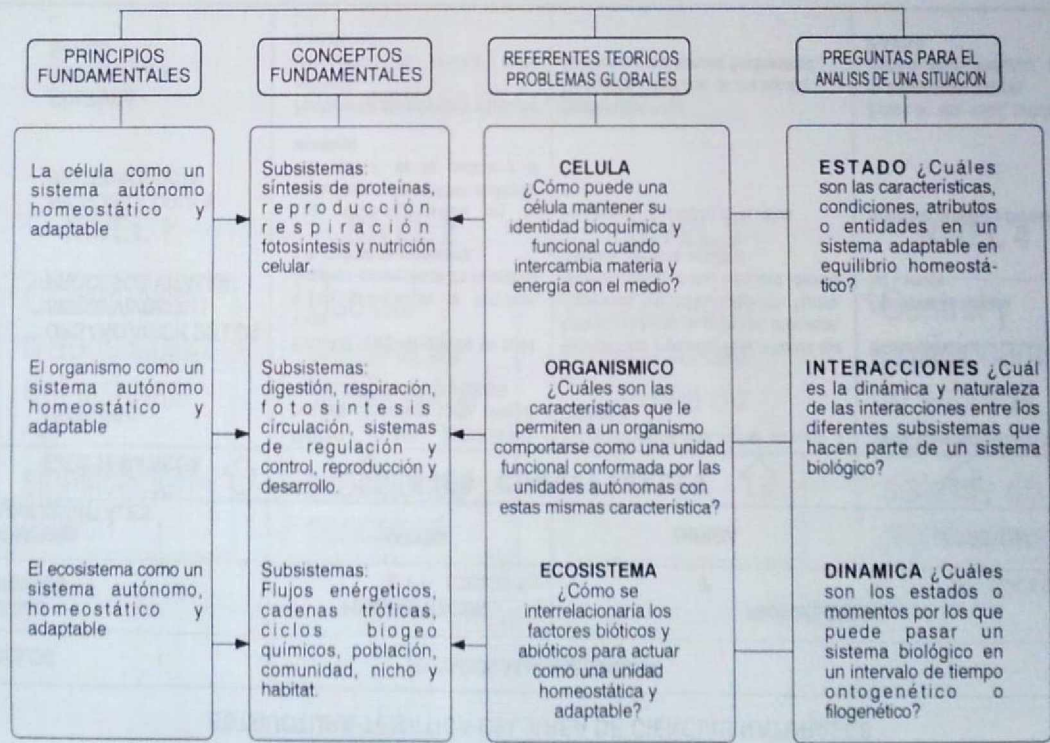 PRINCIPIOS
FUNDAMENTALES
CONCEPTOS
FUNDAMENTALES
REFERENTES TEORICOS
PROBLEMAS GLOBALES
PREGUNTAS PARA EL
ANALISIS DE UNA SITUACION
La célula como un
sistema autónomo
homeostático y
adaptable
Subsistemas:
síntesis de proteínas,
reproducción
respiración
fotosíntesis y nutrición
celular.
CELULA
¿Cómo puede una
célula mantener su
identidad bioquímica y
funcional cuando
intercambia materia y
energía con el medio?
ESTADO ¿Cuáles
son las características,
condiciones, atributos
o entidades en un
sistema adaptable en
equilibrio homeostá-
tico?
El organismo como un
sistema autónomo
homeostático y
adaptable
Subsistemas:
digestión, respiración,
fotosíntesis
circulación, sistemas
de regulación y
control, reproducción y
desarrollo.
ORGANISMICO
¿Cuáles son las
características que le
permiten a un organismo
comportarse como una unidad
funcional conformada por las
unidades autónomas con
estas mismas característica?
INTERACCIONES ¿Cuál
es la dinámica y naturaleza
de las interacciones entre los
diferentes subsistemas que
hacen parte de un sistema
biológico?
El ecosistema como un
sistema autónomo,
homeostático y
adaptable
Subsistemas:
Flujos enérgeticos,
cadenas tróficas,
ciclos biogeo
químicos, población,
comunidad, nicho y
habitat.
ECOSISTEMA
¿Cómo se
interrelacionaría los
factores bióticos y
abióticos para actuar
como una unidad
homeostática y
adaptable?
DINAMICA ¿Cuáles
son los estados o
momentos por los que
puede pasar un
sistema biológico en
un intervalo de tiempo
ontogenético o
filogenético?